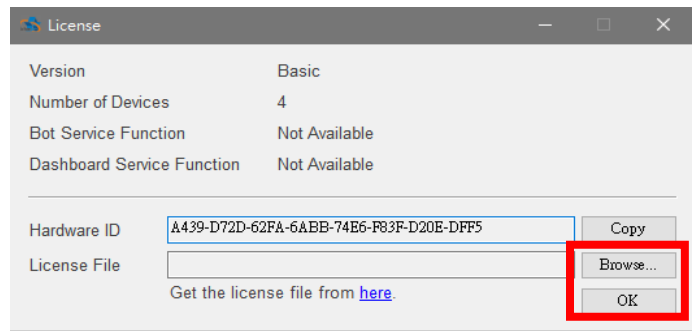 License
Version Basic
Number of Devices 4
Bot Service Function Not Available
Dashboard Service Function Not Available
Hardware ID A439-D72D-62FA-6ABB-74E6-F83F-D20E-DFF5 Copy
License File Browse...
Get the license file from here. OK